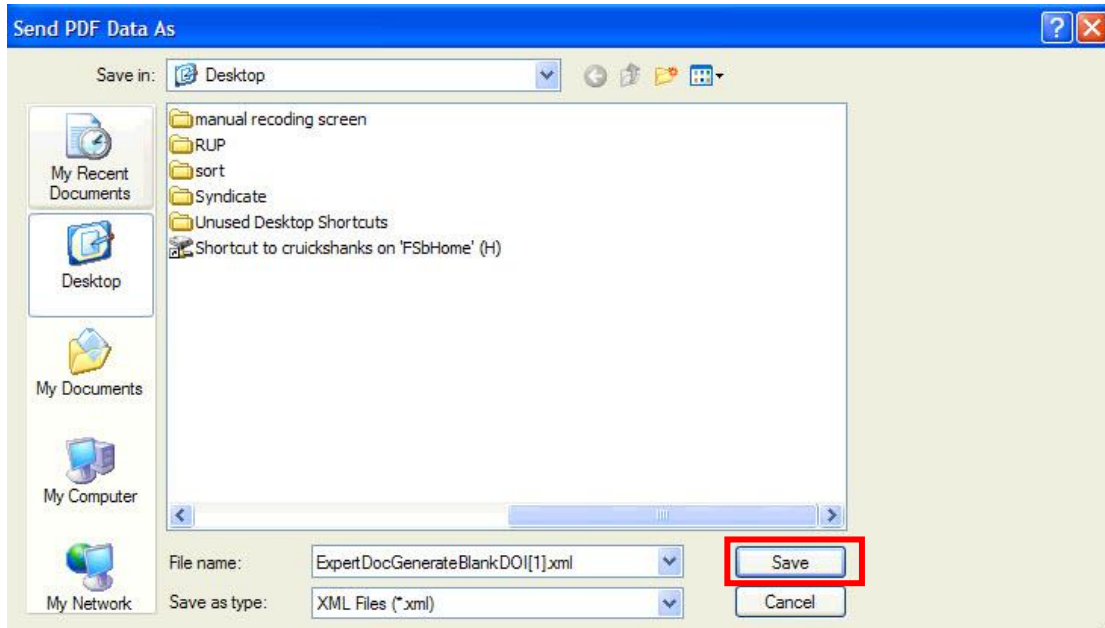 Send PDF Data As
Save in:
Desktop
My Recent
Documents
Desktop
My Documents
My Computer
My Network
manual recoding screen
RUP
sort
Syndicate
Unused Desktop Shortcuts
Shortcut to cruickshanks on 'FSbHome' (H)
File name:
ExpertDocGenerateBlankDOI[1].xml
Save
Save as type:
XML Files (*.xml)
Cancel